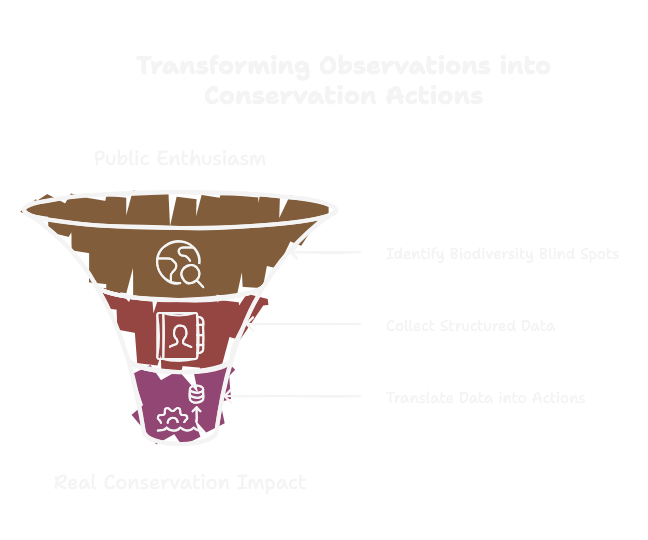 Transforming Observations into
Conservation Actions
Public Enthusiasm
Identify Biodiversity Blind Spots
Collect Structured Data
Translate Data into Actions
Real Conservation Impact